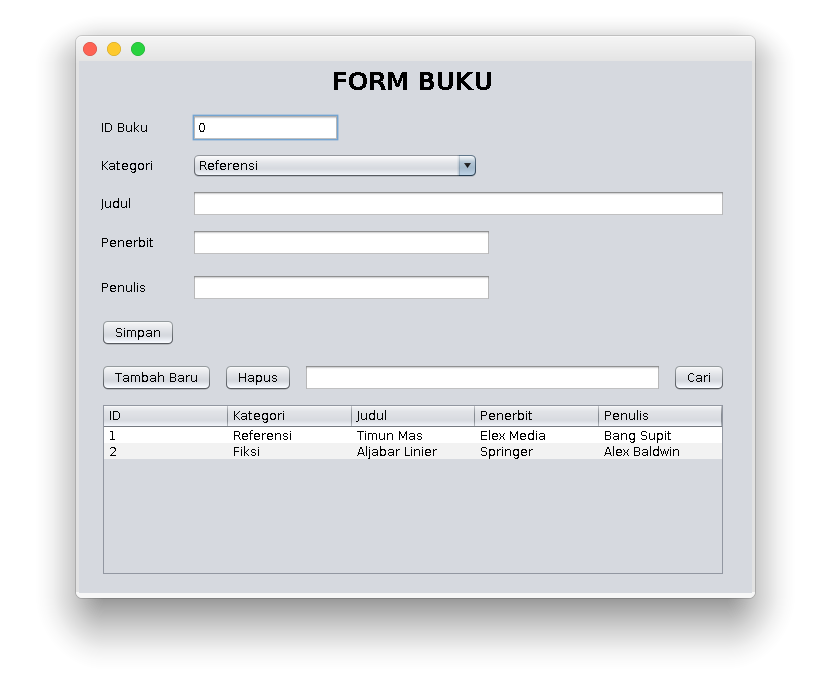 FORM BUKU
ID Buku 0
Kategori Referensi
Judul
Penerbit
Penulis
Simpan
Tambah Baru Hapus Cari
ID Kategori Judul Penerbit Penulis
1 Referensi Timun Mas Elex Media Bang Supit
2 Fiksi Aljabar Linier Springer Alex Baldwin